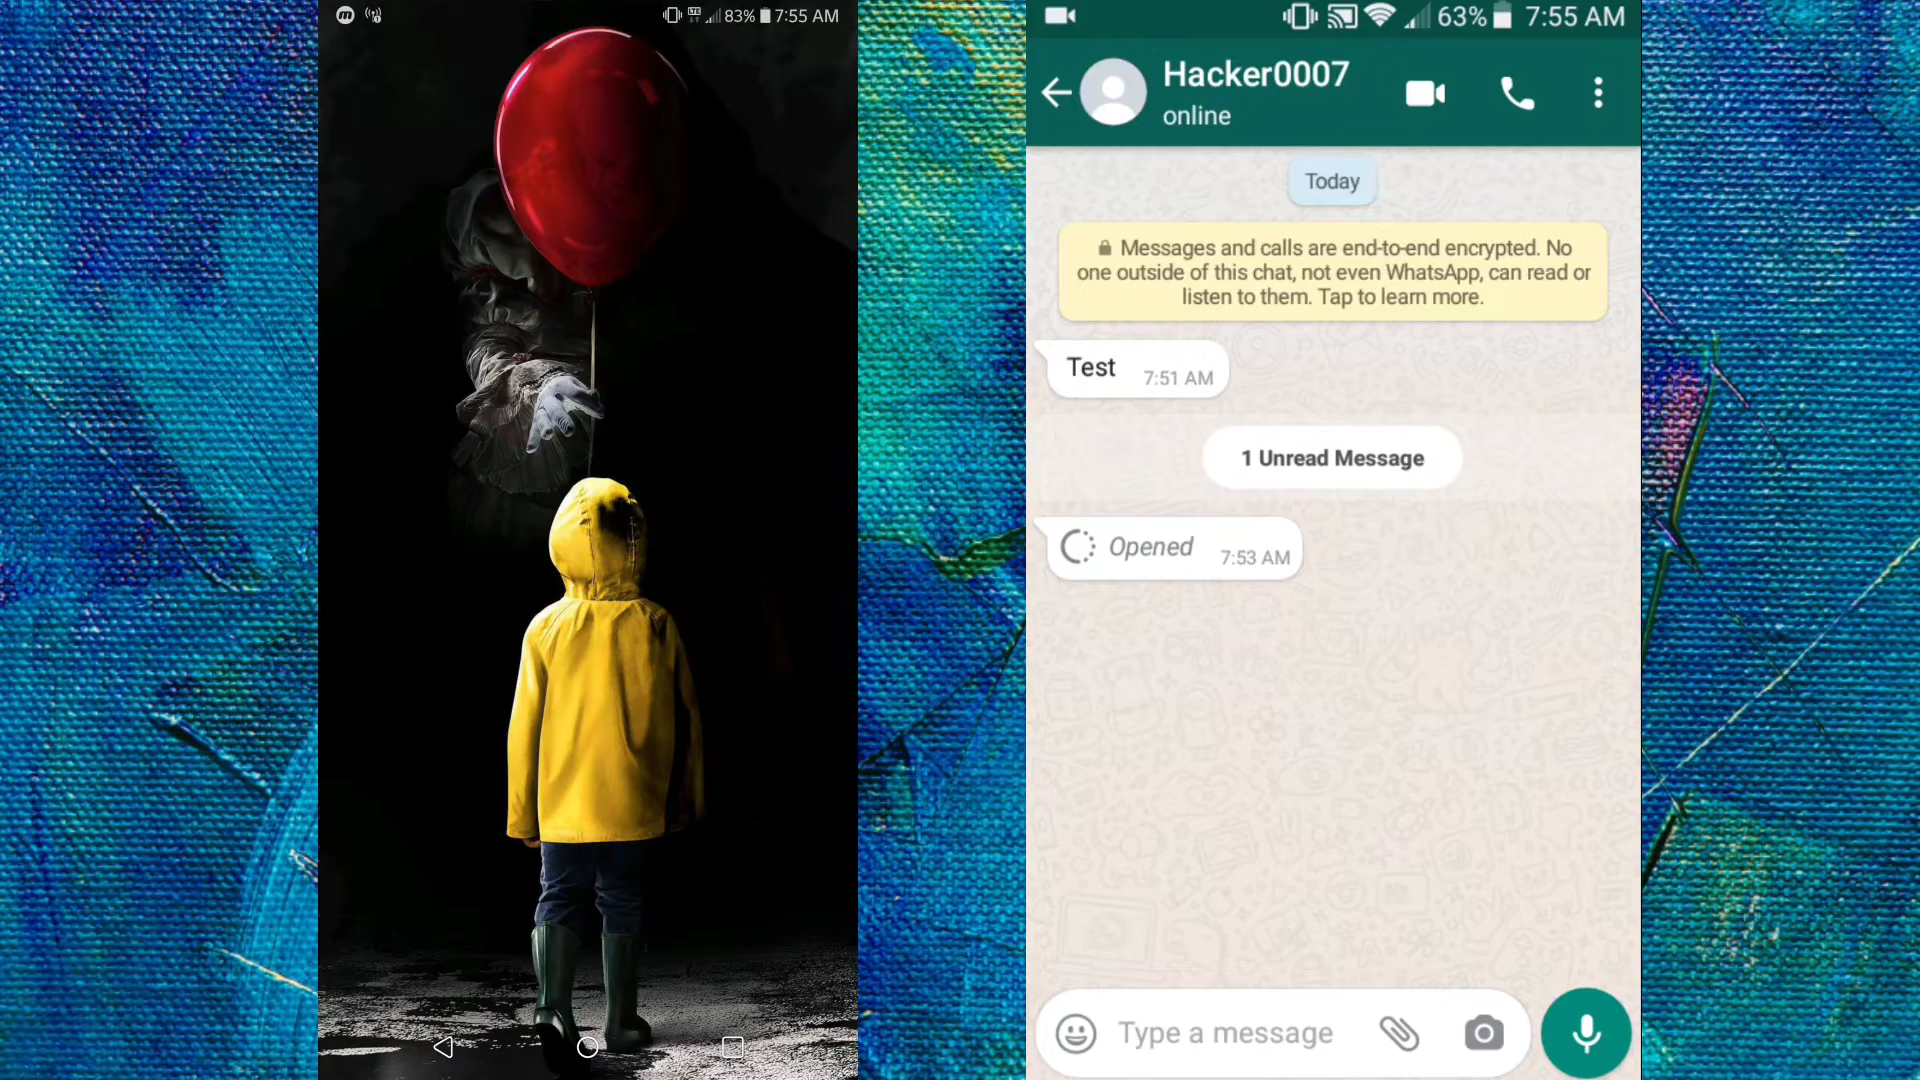 83% 7:55 AM
63% 7:55 AM
Hacker0007
online
Today
Messages and calls are end-to-end encrypted. No
one outside of this chat, not even WhatsApp, can read or
listen to them. Tap to learn more.
Test 7:51 AM
1 Unread Message
Opened 7:53 AM
Type a message